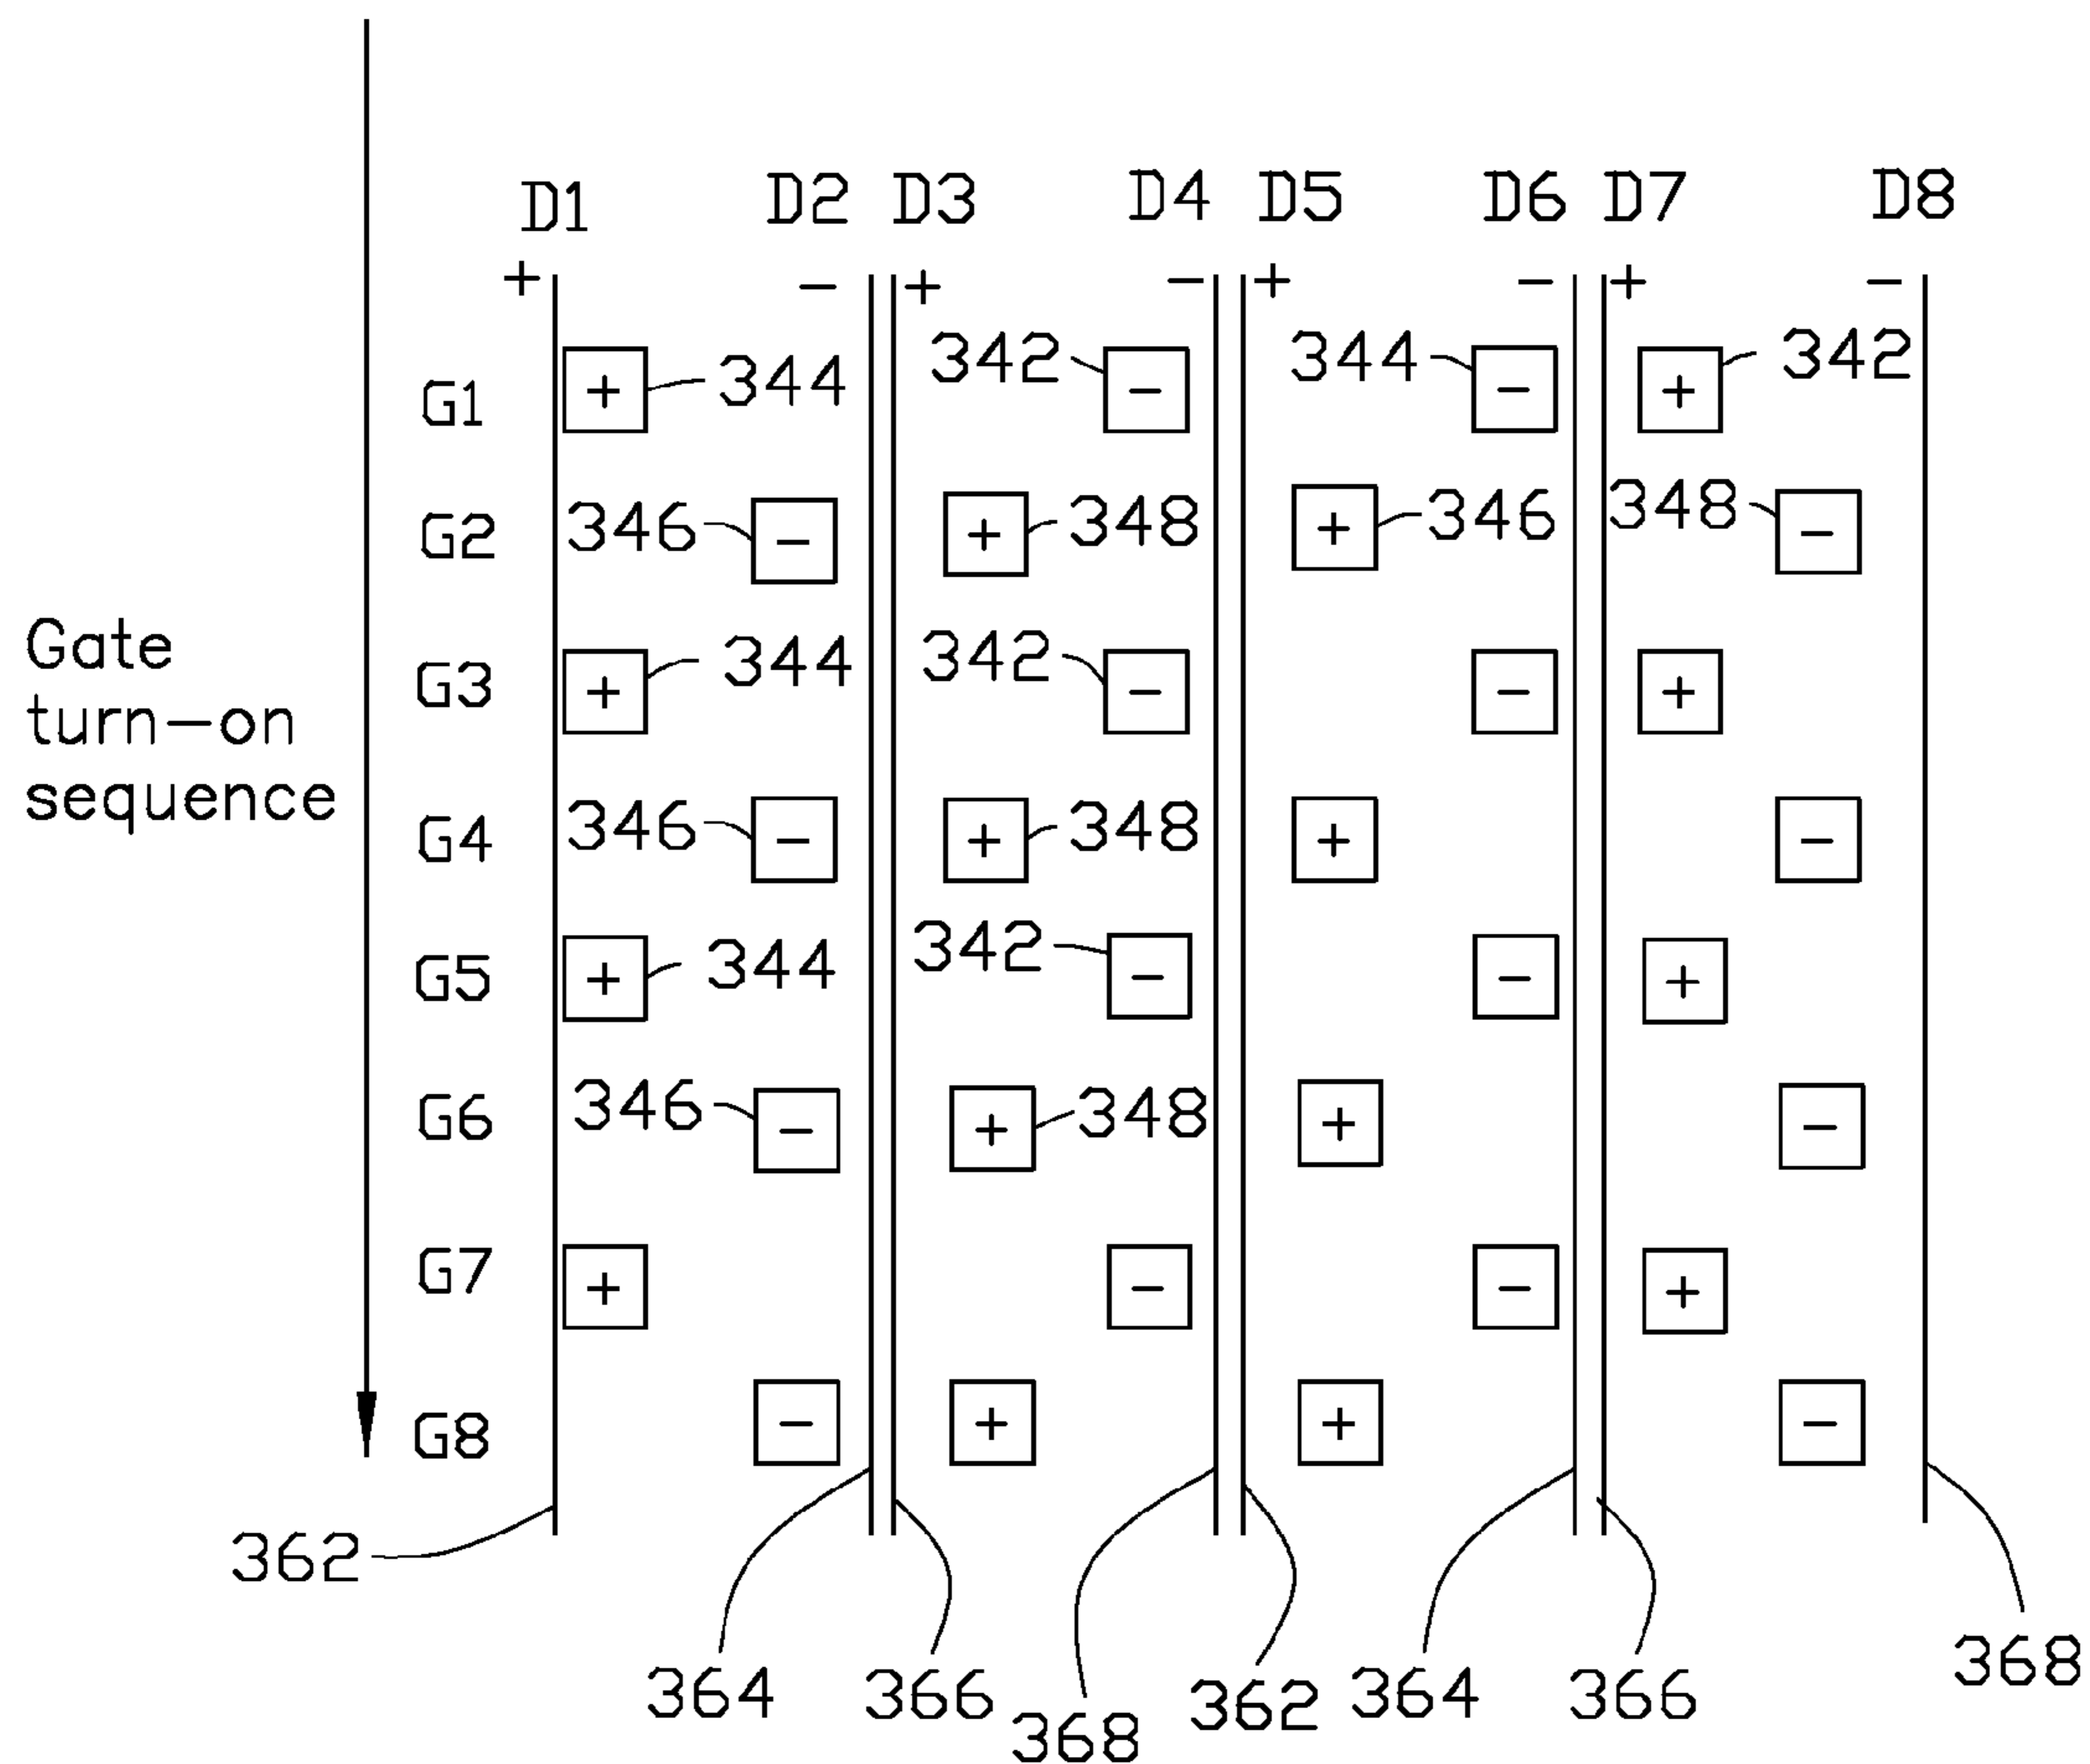 D1 D2 D3 D4 D5 D6 D7 D8
+ − + − + − + −
G1 + 344 342 − 344 − + 342
G2 346 − + 348 + 346 348 −
Gate
turn-on
sequence
G3 + 344 342 − − +
G4 346 − + 348 + −
G5 + 344 342 − − +
G6 346 − + 348 + −
G7 + − − +
G8 − + + −
362 364 366 368 362 364 366 368